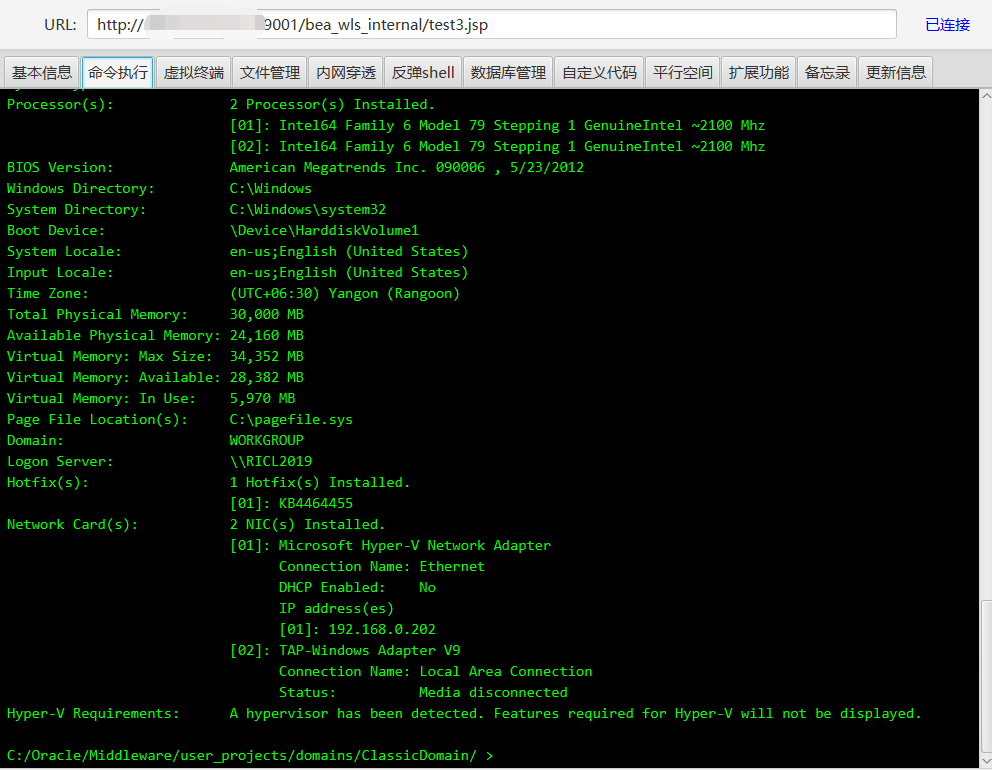 URL: http:// 9001/bea_wls_internal/test3.jsp 已连接
基本信息 命令执行 虚拟终端 文件管理 内网穿透 反弹shell 数据库管理 自定义代码 平行空间 扩展功能 备忘录 更新信息
Processor(s): 2 Processor(s) Installed.
[01]: Intel64 Family 6 Model 79 Stepping 1 GenuineIntel ~2100 Mhz
[02]: Intel64 Family 6 Model 79 Stepping 1 GenuineIntel ~2100 Mhz
BIOS Version: American Megatrends Inc. 090006 , 5/23/2012
Windows Directory: C:\Windows
System Directory: C:\Windows\system32
Boot Device: \Device\HarddiskVolume1
System Locale: en-us;English (United States)
Input Locale: en-us;English (United States)
Time Zone: (UTC+06:30) Yangon (Rangoon)
Total Physical Memory: 30,000 MB
Available Physical Memory: 24,160 MB
Virtual Memory: Max Size: 34,352 MB
Virtual Memory: Available: 28,382 MB
Virtual Memory: In Use: 5,970 MB
Page File Location(s): C:\pagefile.sys
Domain: WORKGROUP
Logon Server: \\RICL2019
Hotfix(s): 1 Hotfix(s) Installed.
[01]: KB4464455
Network Card(s): 2 NIC(s) Installed.
[01]: Microsoft Hyper-V Network Adapter
Connection Name: Ethernet
DHCP Enabled: No
IP address(es)
[01]: 192.168.0.202
[02]: TAP-Windows Adapter V9
Connection Name: Local Area Connection
Status: Media disconnected
Hyper-V Requirements: A hypervisor has been detected. Features required for Hyper-V will not be displayed.
C:/Oracle/Middleware/user_projects/domains/ClassicDomain/ >